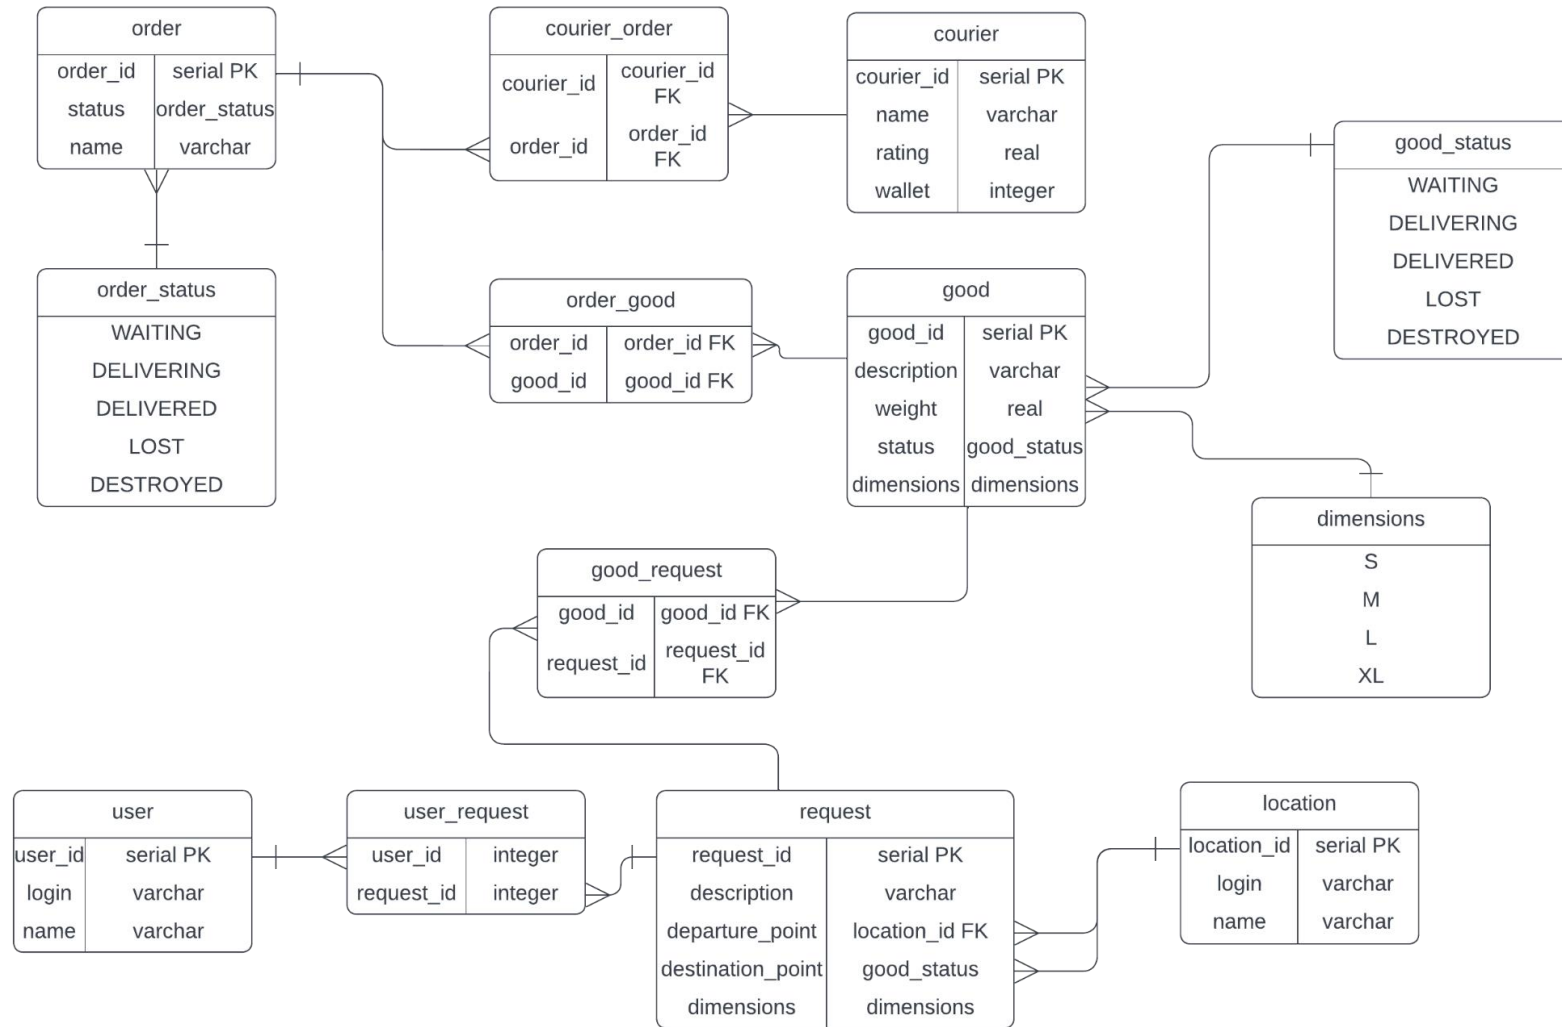 order
order_id serial PK
status order_status
name varchar
courier_order
courier_id courier_id
FK
order_id order_id
FK
courier
courier_id serial PK
name varchar
rating real
wallet integer
good_status
WAITING
DELIVERING
DELIVERED
LOST
DESTROYED
order_status
WAITING
DELIVERING
DELIVERED
LOST
DESTROYED
order_good
order_id order_id FK
good_id good_id FK
good
good_id serial PK
description varchar
weight real
status good_status
dimensions dimensions
dimensions
S
M
L
XL
good_request
good_id good_id FK
request_id request_id
FK
user
user_id serial PK
login varchar
name varchar
user_request
user_id integer
request_id integer
request
request_id serial PK
description varchar
departure_point location_id FK
destination_point good_status
dimensions dimensions
location
location_id serial PK
login varchar
name varchar